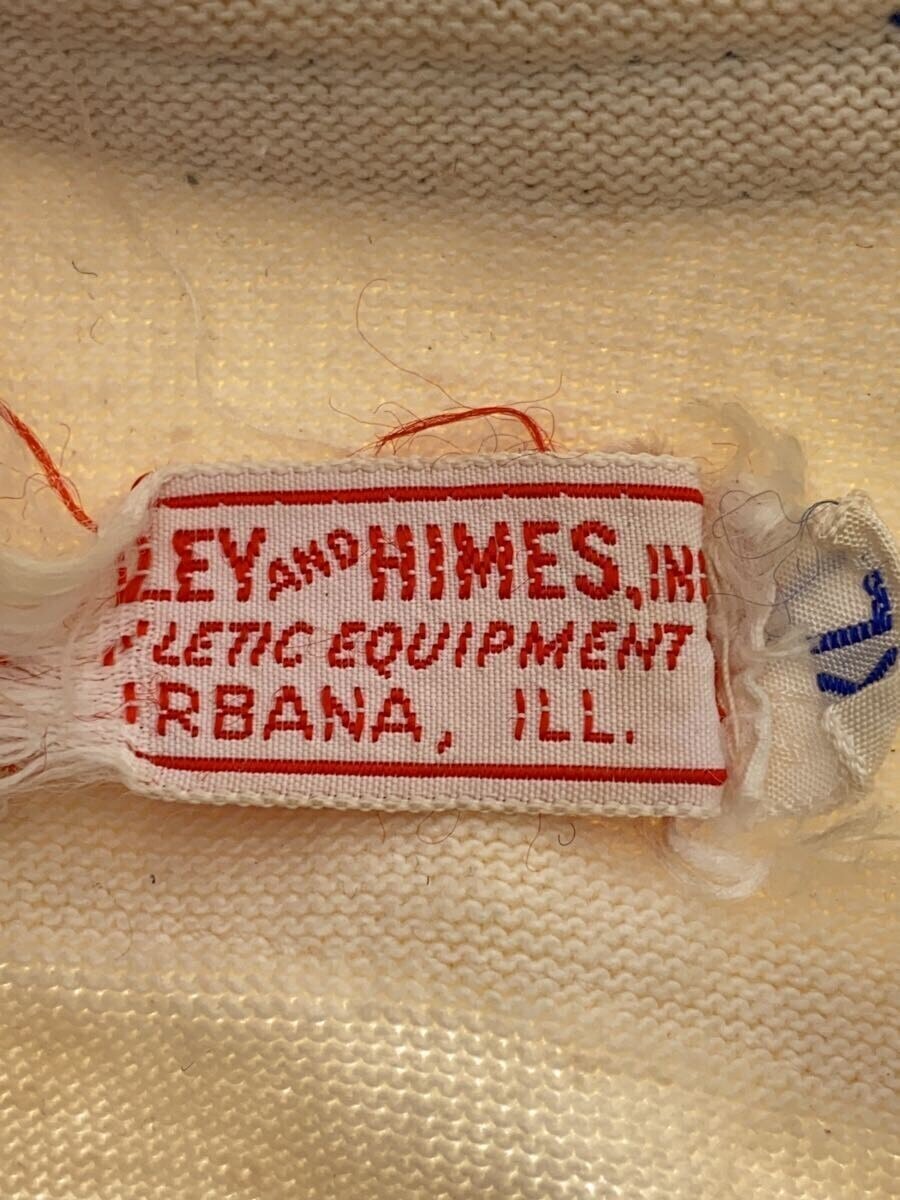 LEY AND HIMES, IN
LETIC EQUIPMENT
RBANA, ILL.